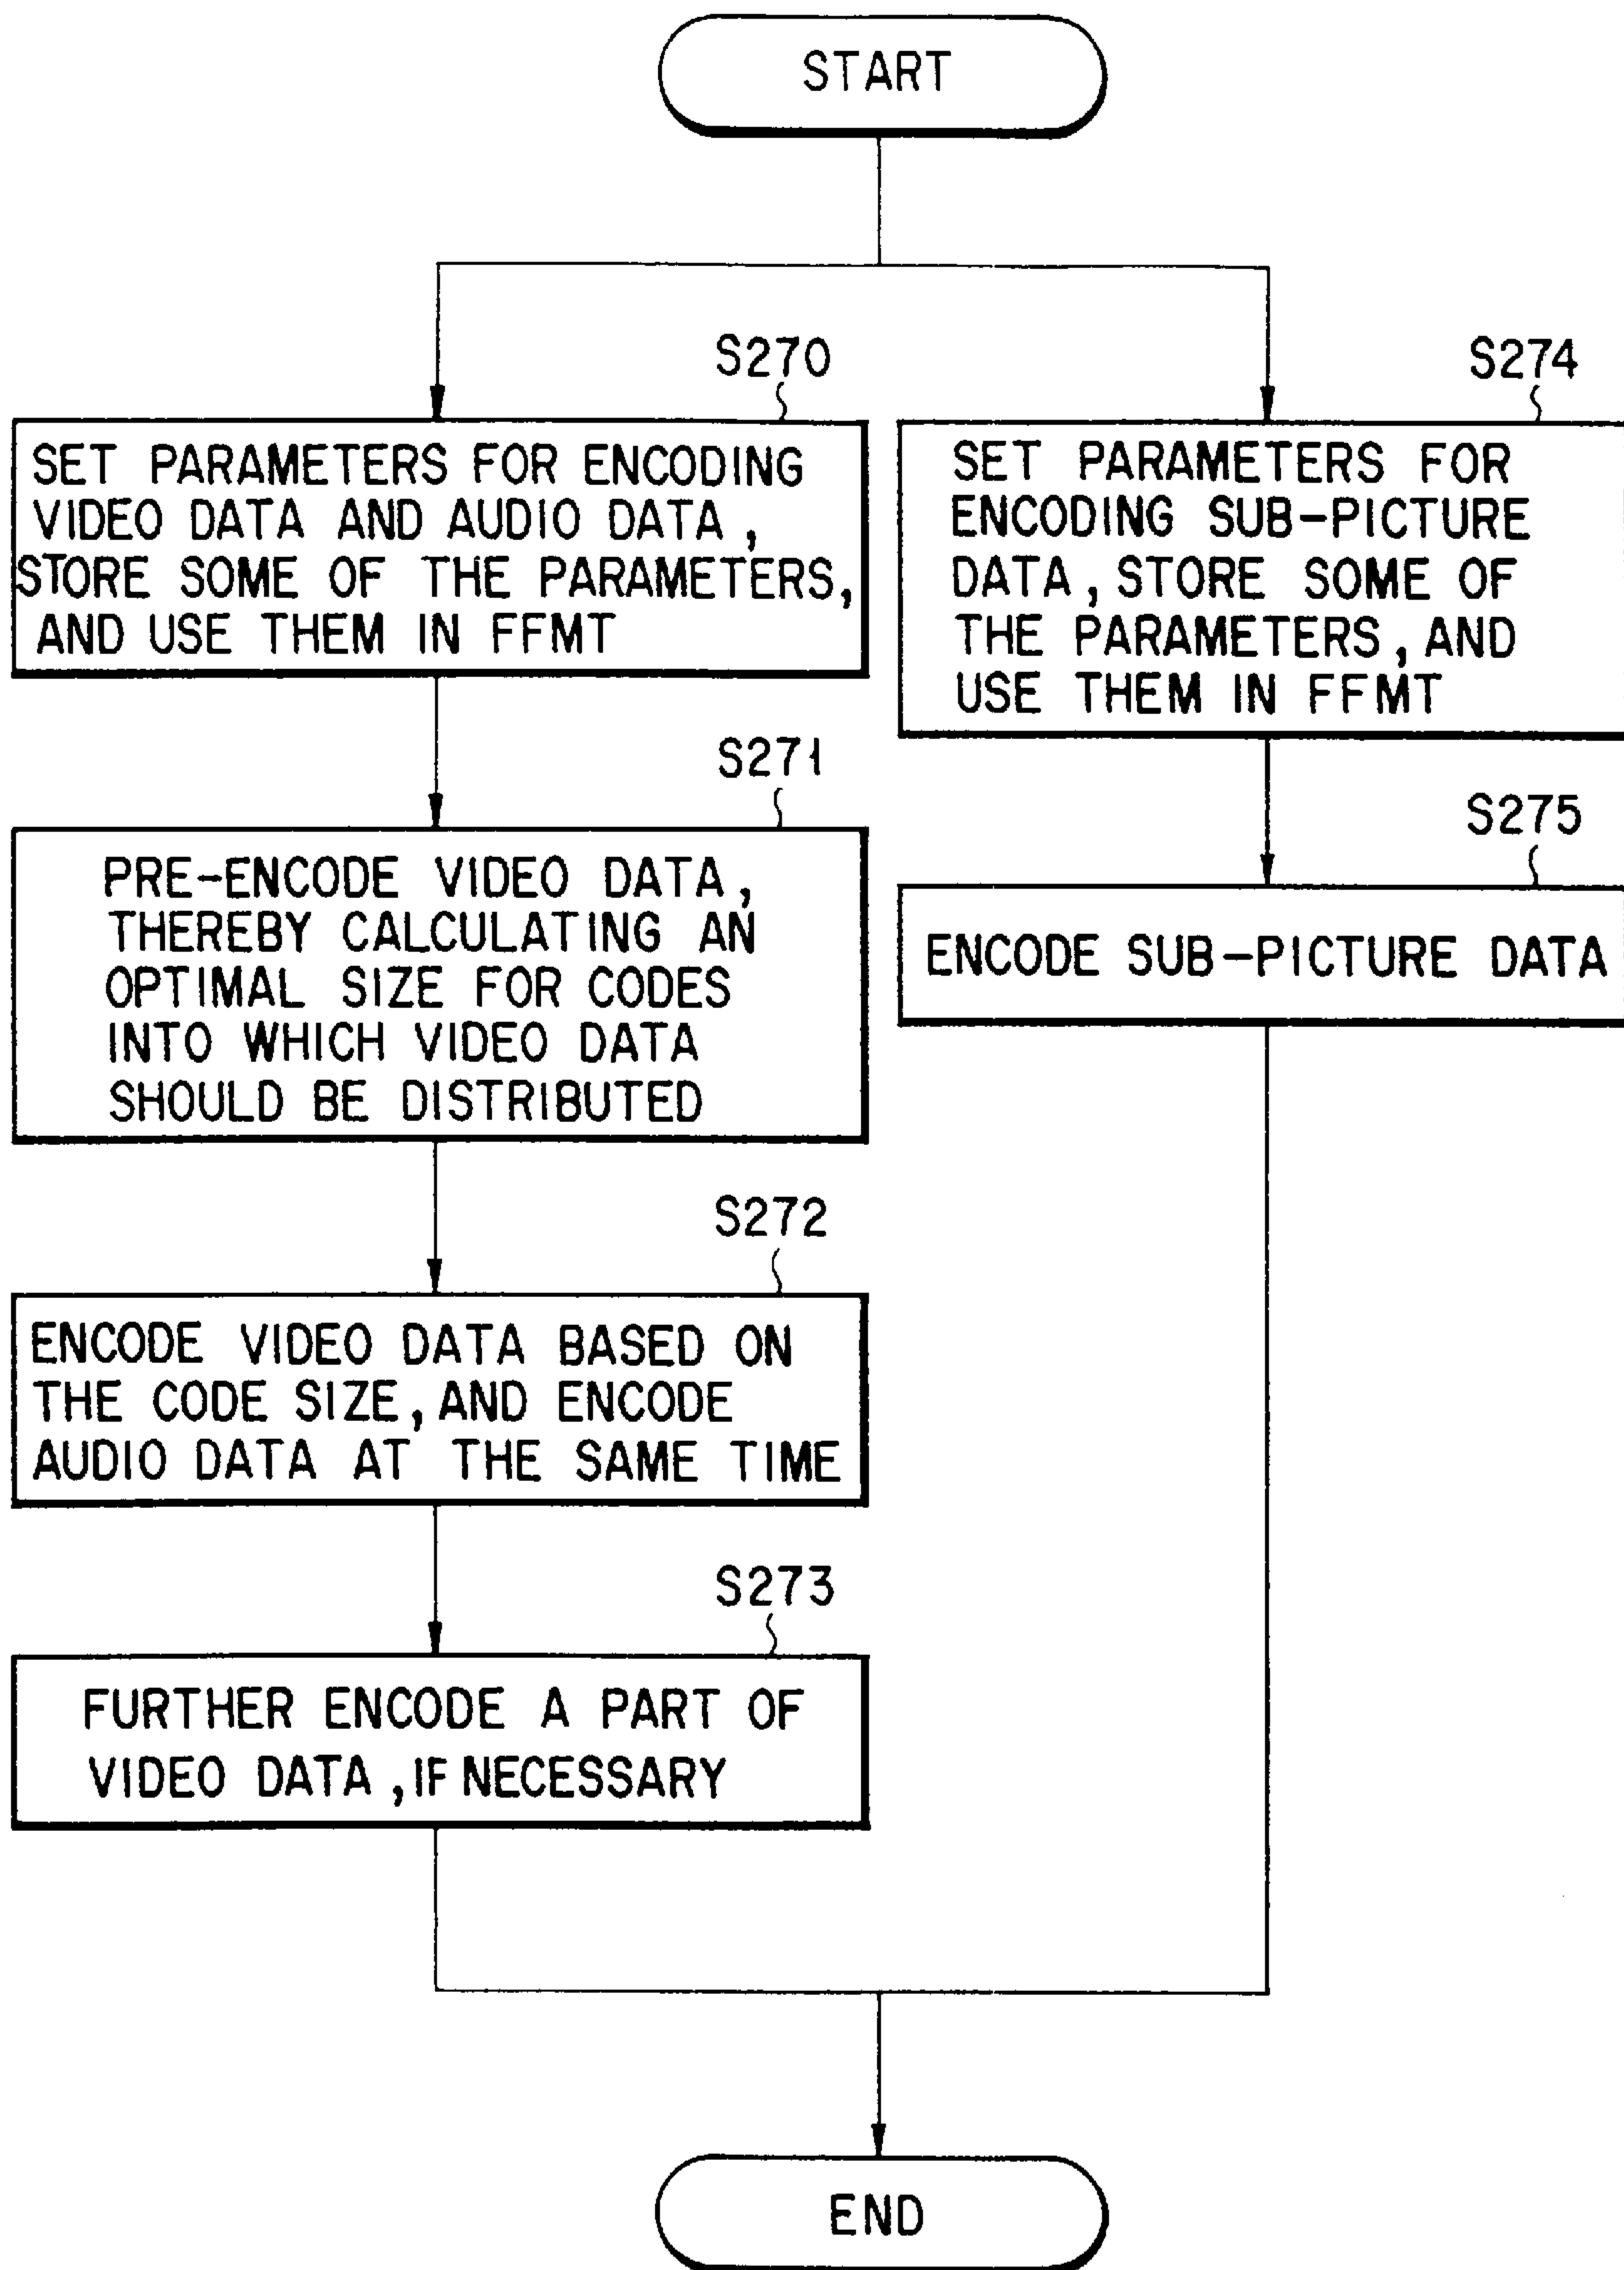 START
S270
SET PARAMETERS FOR ENCODING
VIDEO DATA AND AUDIO DATA,
STORE SOME OF THE PARAMETERS,
AND USE THEM IN FFMT
S271
PRE-ENCODE VIDEO DATA,
THEREBY CALCULATING AN
OPTIMAL SIZE FOR CODES
INTO WHICH VIDEO DATA
SHOULD BE DISTRIBUTED
S272
ENCODE VIDEO DATA BASED ON
THE CODE SIZE, AND ENCODE
AUDIO DATA AT THE SAME TIME
S273
FURTHER ENCODE A PART OF
VIDEO DATA, IF NECESSARY
S274
SET PARAMETERS FOR
ENCODING SUB-PICTURE
DATA, STORE SOME OF
THE PARAMETERS, AND
USE THEM IN FFMT
S275
ENCODE SUB-PICTURE DATA
END